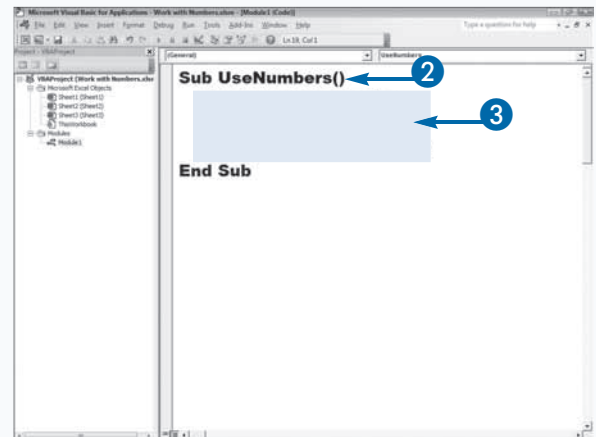 Microsoft Visual Basic for Applications - Work with Numbers.xlsm - [Module1 (Code)]
File Edit View Insert Format Debug Run Tools Add-Ins Window Help
Type a question for help
Ln 19, Col 1
Project - VBAProject
(General)
UseNumbers
VBAProject (Work with Numbers.xlsm
Microsoft Excel Objects
Sheet1 (Sheet1)
Sheet2 (Sheet2)
Sheet3 (Sheet3)
ThisWorkbook
Modules
Module1
Sub UseNumbers()
2
3
End Sub